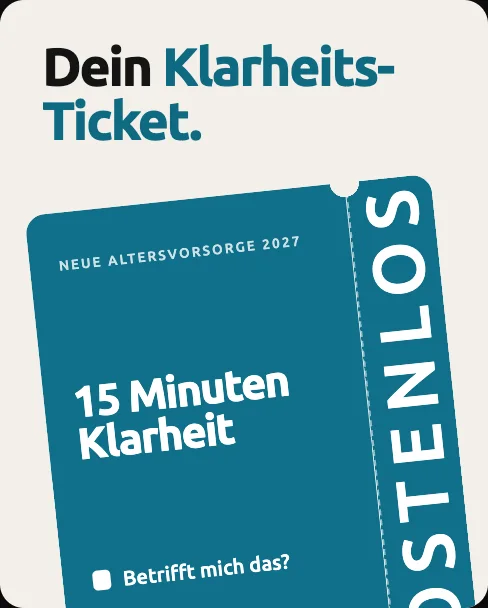 Dein Klarheits-
Ticket.
NEUE ALTERSVORSORGE 2027
15 Minuten
Klarheit
Betrifft mich das?
OSTENLOS